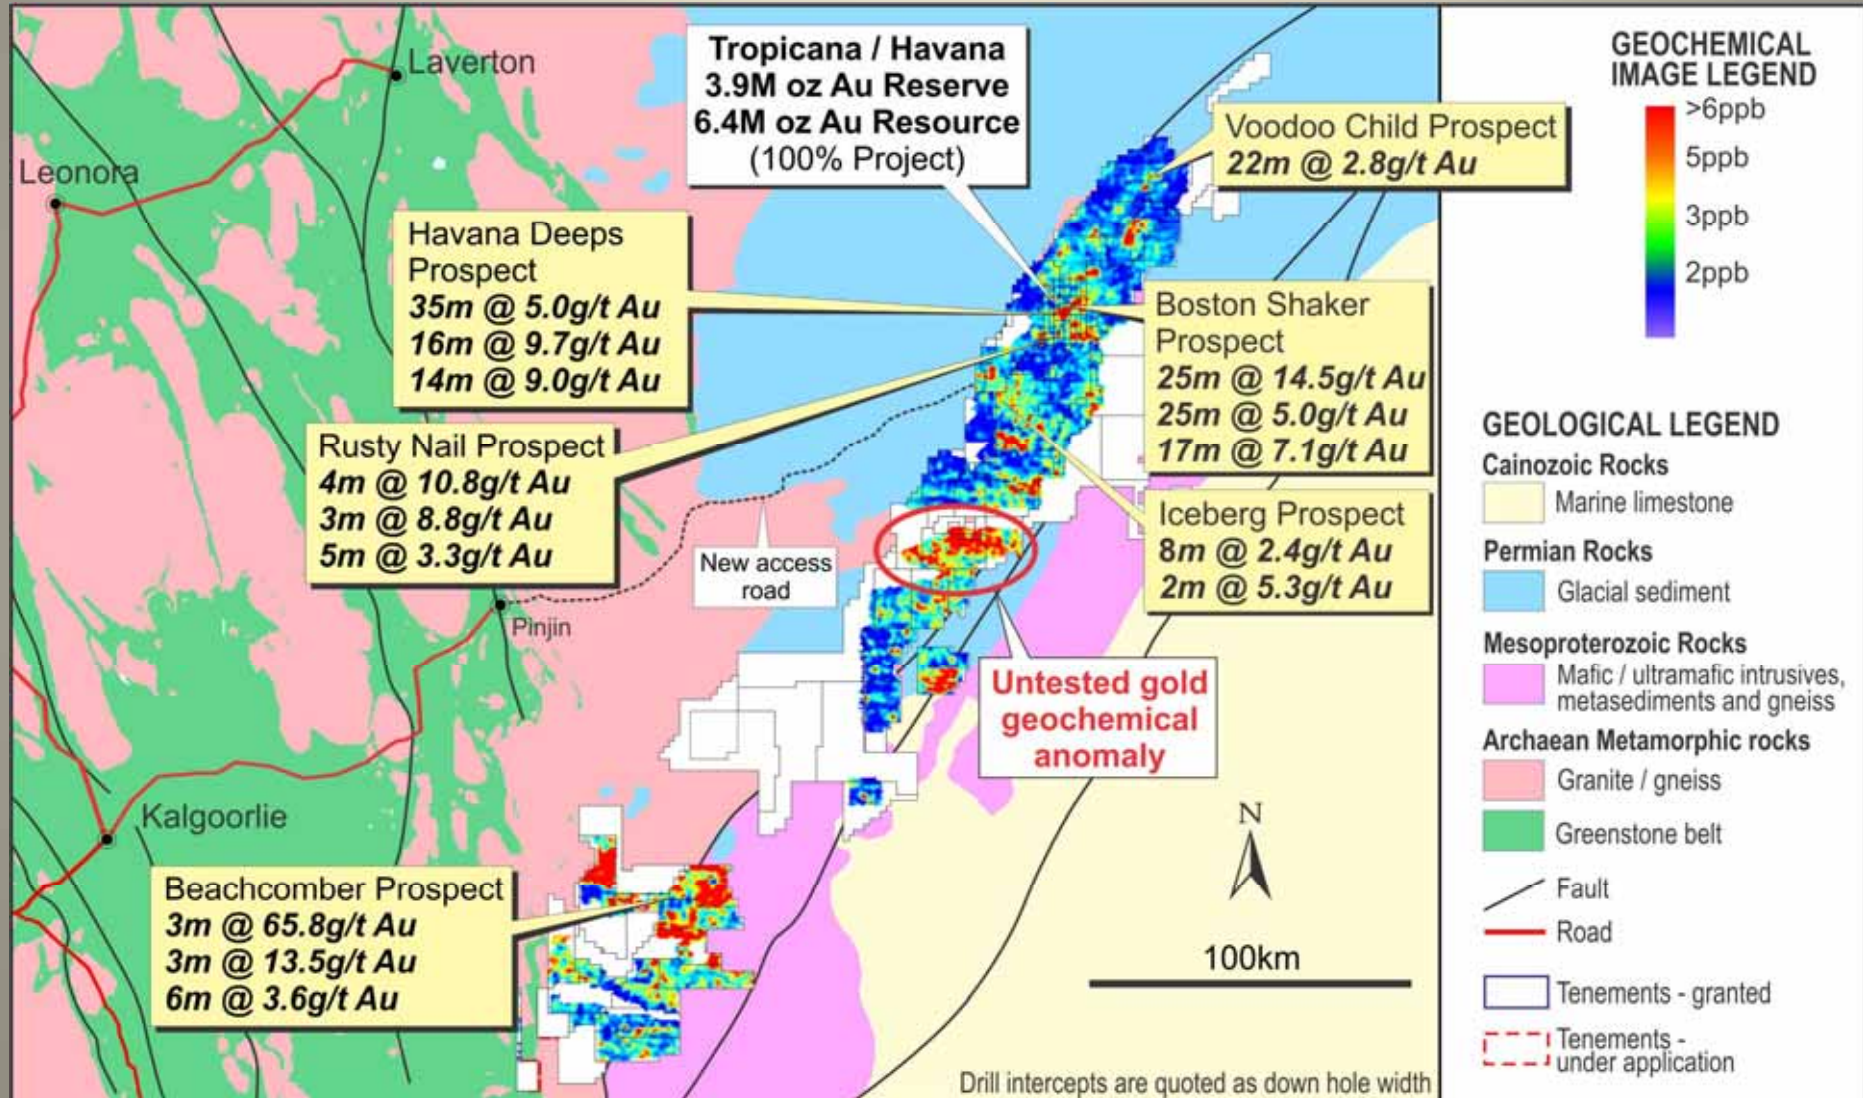 Laverton
Leonora
Tropicana / Havana
3.9M oz Au Reserve
6.4M oz Au Resource
(100% Project)
Voodoo Child Prospect
22m @ 2.8g/t Au
Havana Deeps
Prospect
35m @ 5.0g/t Au
16m @ 9.7g/t Au
14m @ 9.0g/t Au
Boston Shaker
Prospect
25m @ 14.5g/t Au
25m @ 5.0g/t Au
17m @ 7.1g/t Au
Rusty Nail Prospect
4m @ 10.8g/t Au
3m @ 8.8g/t Au
5m @ 3.3g/t Au
Iceberg Prospect
8m @ 2.4g/t Au
2m @ 5.3g/t Au
New access
road
Pinjin
Untested gold
geochemical
anomaly
Kalgoorlie
Beachcomber Prospect
3m @ 65.8g/t Au
3m @ 13.5g/t Au
6m @ 3.6g/t Au
N
100km
Drill intercepts are quoted as down hole width
GEOCHEMICAL
IMAGE LEGEND
>6ppb
5ppb
3ppb
2ppb
GEOLOGICAL LEGEND
Cainozoic Rocks
Marine limestone
Permian Rocks
Glacial sediment
Mesoproterozoic Rocks
Mafic / ultramafic intrusives,
metasediments and gneiss
Archaean Metamorphic rocks
Granite / gneiss
Greenstone belt
Fault
Road
Tenements - granted
Tenements -
under application